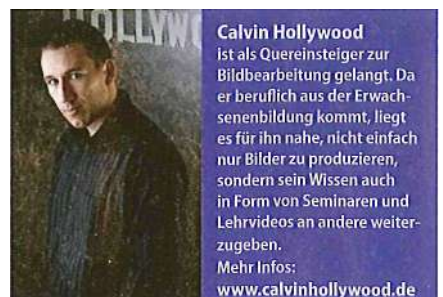 HOLLYWO
Calvin Hollywood
ist als Quereinsteiger zur
Bildbearbeitung gelangt. Da
er beruflich aus der Erwach-
senenbildung kommt, liegt
es für ihn nahe, nicht einfach
nur Bilder zu produzieren,
sondern sein Wissen auch
in Form von Seminaren und
Lehrvideos an andere weiter-
zugeben.
Mehr Infos:
www.calvinhollywood.de